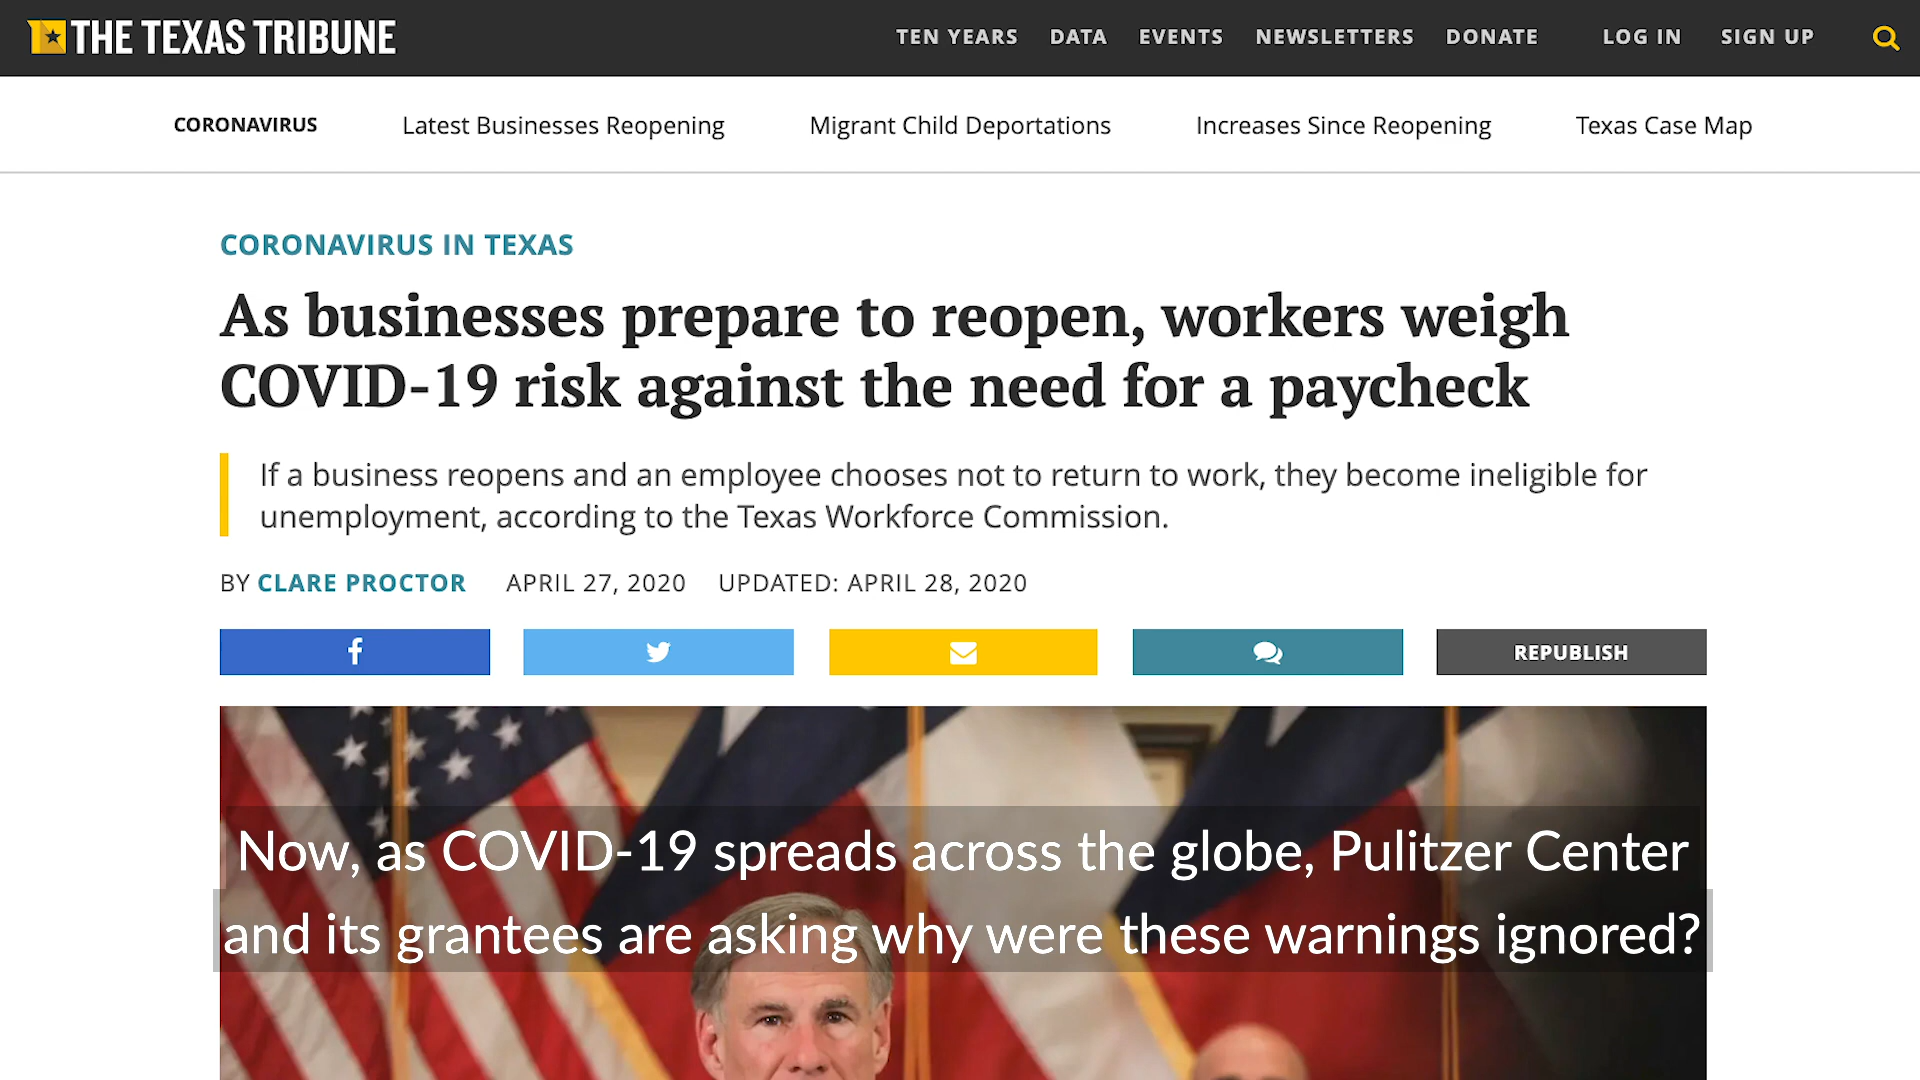 THE TEXAS TRIBUNE
TEN YEARS DATA EVENTS NEWSLETTERS DONATE LOG IN SIGN UP
CORONAVIRUS Latest Businesses Reopening Migrant Child Deportations Increases Since Reopening Texas Case Map
CORONAVIRUS IN TEXAS
As businesses prepare to reopen, workers weigh
COVID-19 risk against the need for a paycheck
If a business reopens and an employee chooses not to return to work, they become ineligible for
unemployment, according to the Texas Workforce Commission.
BY CLARE PROCTOR APRIL 27, 2020 UPDATED: APRIL 28, 2020
REPUBLISH
Now, as COVID-19 spreads across the globe, Pulitzer Center
and its grantees are asking why were these warnings ignored?